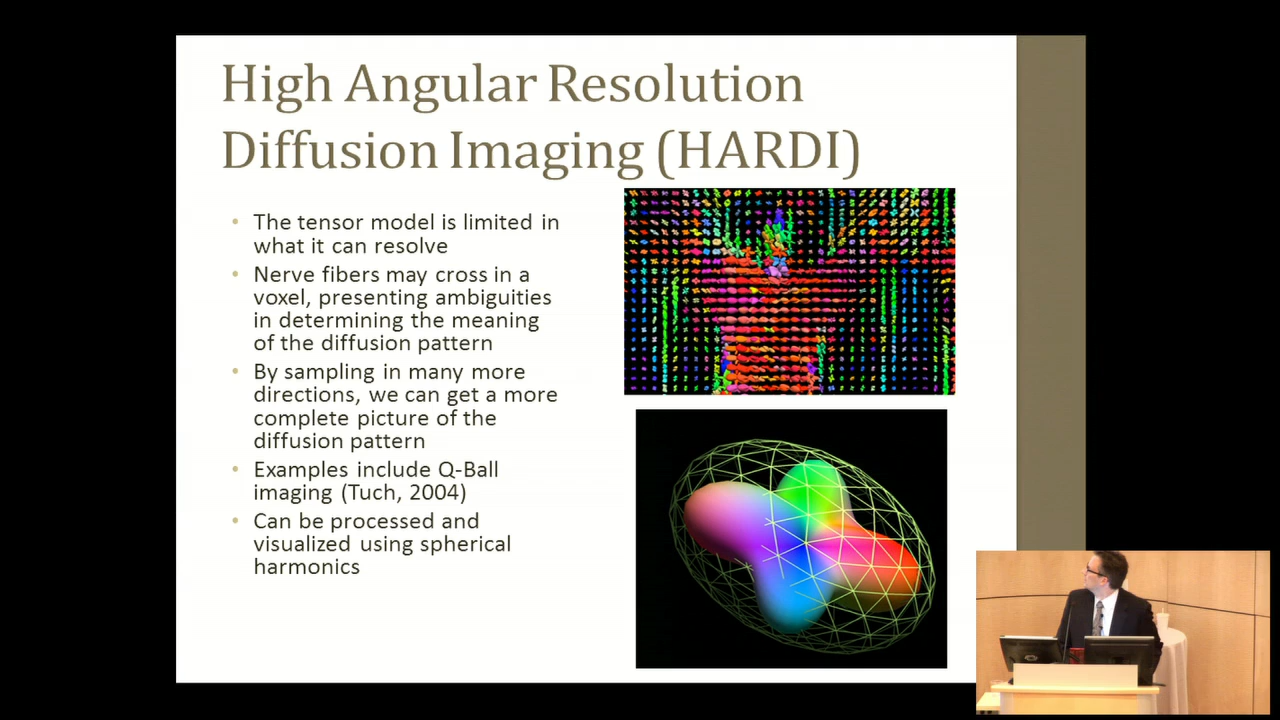 High Angular Resolution
Diffusion Imaging (HARDI)
• The tensor model is limited in
what it can resolve
• Nerve fibers may cross in a
voxel, presenting ambiguities
in determining the meaning
of the diffusion pattern
• By sampling in many more
directions, we can get a more
complete picture of the
diffusion pattern
• Examples include Q-Ball
imaging (Tuch, 2004)
• Can be processed and
visualized using spherical
harmonics